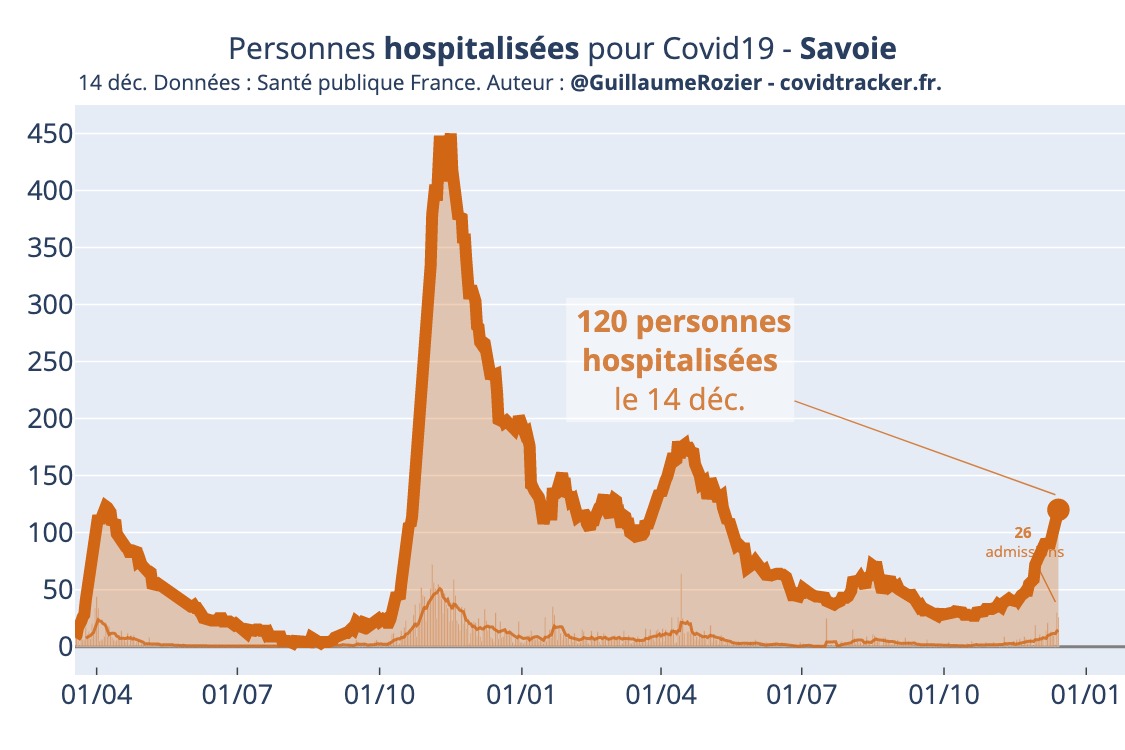 Personnes hospitalisées pour Covid19 - Savoie
14 déc. Données : Santé publique France. Auteur : @GuillaumeRozier - covidtracker.fr.
450
400
350
300
250
200
150
100
50
0
120 personnes
hospitalisées
le 14 déc.
26
admissions
01/04 01/07 01/10 01/01 01/04 01/07 01/10 01/01